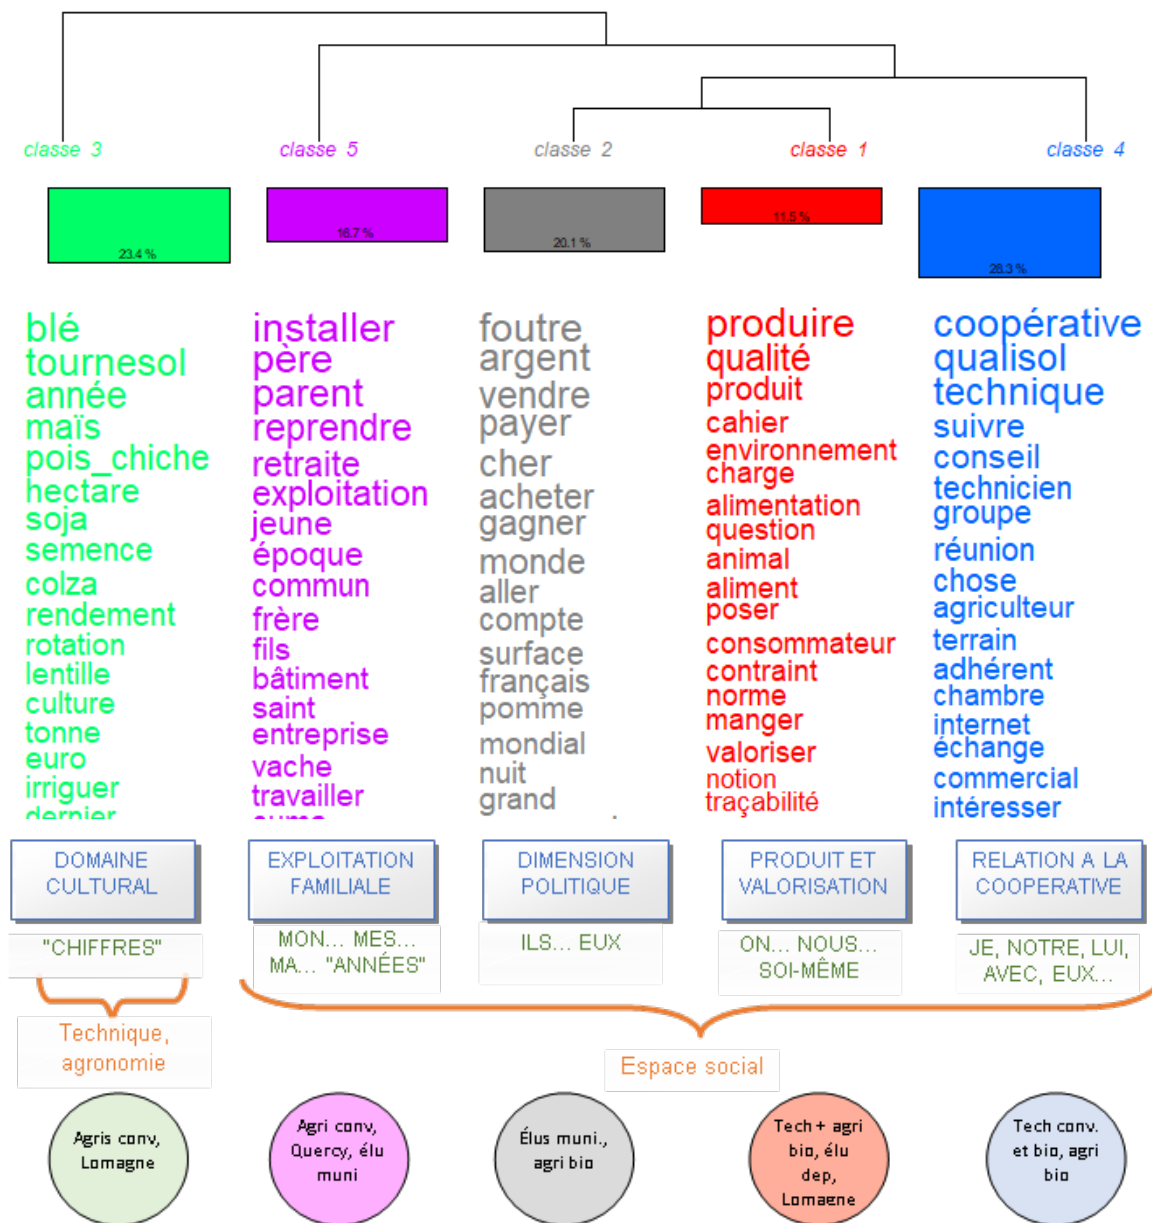 classe 3
classe 5
classe 2
classe 1
classe 4
23.4 %
16.7 %
20.1 %
11.5 %
28.3 %
blé
tournesol
année
maïs
pois_chiche
hectare
soja
semence
colza
rendement
rotation
lentille
culture
tonne
euro
irriguer
dernier
installer
père
parent
reprendre
retraite
exploitation
jeune
époque
commun
frère
fils
bâtiment
saint
entreprise
vache
travailler
cuma
foutre
argent
vendre
payer
cher
acheter
gagner
monde
aller
compte
surface
français
pomme
mondial
nuit
grand
produire
qualité
produit
cahier
environnement
charge
alimentation
question
animal
aliment
poser
consommateur
contraint
norme
manger
valoriser
notion
traçabilité
coopérative
qualisol
technique
suivre
conseil
technicien
groupe
réunion
chose
agriculteur
terrain
adhérent
chambre
internet
échange
commercial
intéresser
DOMAINE
CULTURAL
EXPLOITATION
FAMILIALE
DIMENSION
POLITIQUE
PRODUIT ET
VALORISATION
RELATION A LA
COOPERATIVE
"CHIFFRES"
MON... MES...
MA... "ANNÉES"
ILS... EUX
ON... NOUS...
SOI-MÊME
JE, NOTRE, LUI,
AVEC, EUX...
Technique,
agronomie
Espace social
Agris conv,
Lomagne
Agri conv,
Quercy, élu
muni
Élus muni.,
agri bio
Tech + agri
bio, élu
dep,
Lomagne
Tech conv.
et bio, agri
bio